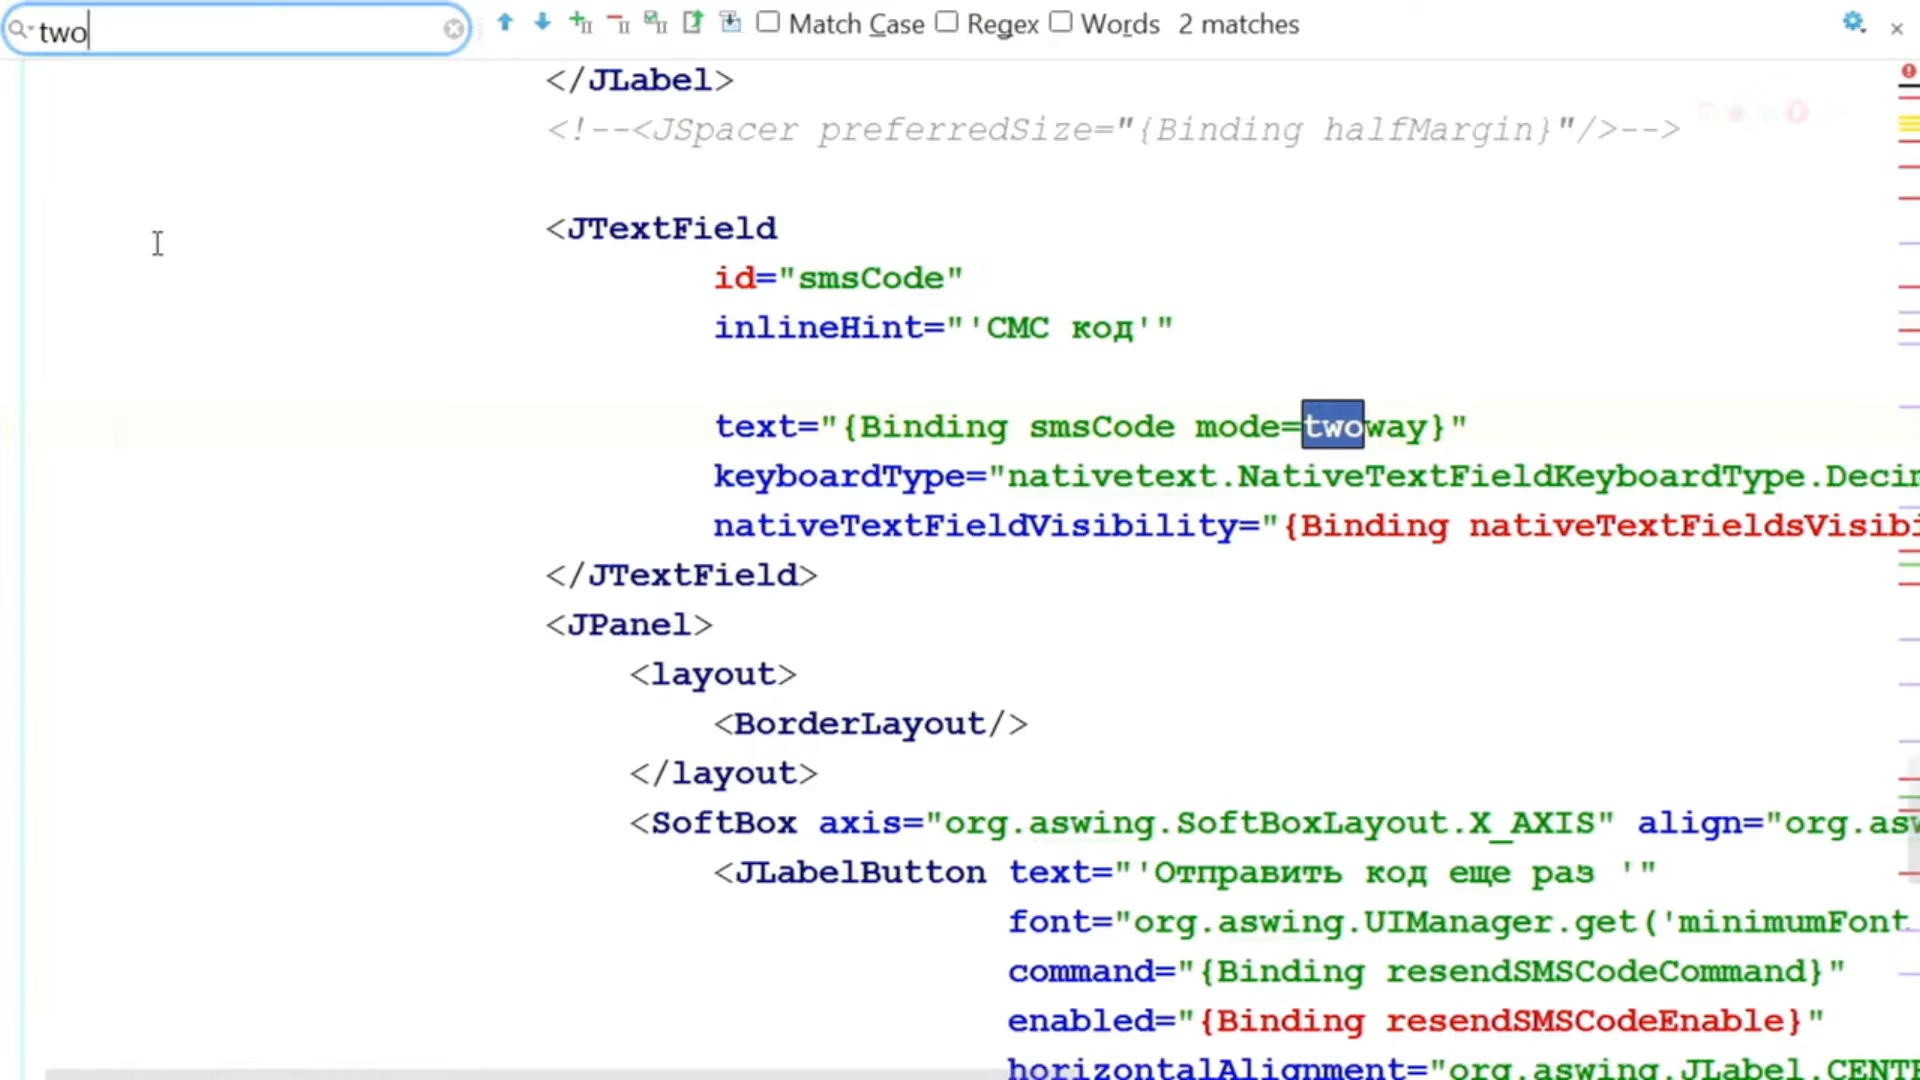 two
Match Case Regex Words 2 matches
</JLabel>
<!--<JSpacer preferredSize="{Binding halfMargin}"/>-->
<JTextField
id="smsCode"
inlineHint="'СМС код'"
text="{Binding smsCode mode=twoway}"
keyboardType="nativetext.NativeTextFieldKeyboardType.Decim
nativeTextFieldVisibility="{Binding nativeTextFieldsVisibi
</JTextField>
<JPanel>
<layout>
<BorderLayout/>
</layout>
<SoftBox axis="org.aswing.SoftBoxLayout.X_AXIS" align="org.asw
<JLabelButton text="'Отправить код еще раз '"
font="org.aswing.UIManager.get('minimumFont
command="{Binding resendSMSCodeCommand}"
enabled="{Binding resendSMSCodeEnable}"
horizontalAlignment="org.aswing.JLabel.CENTE